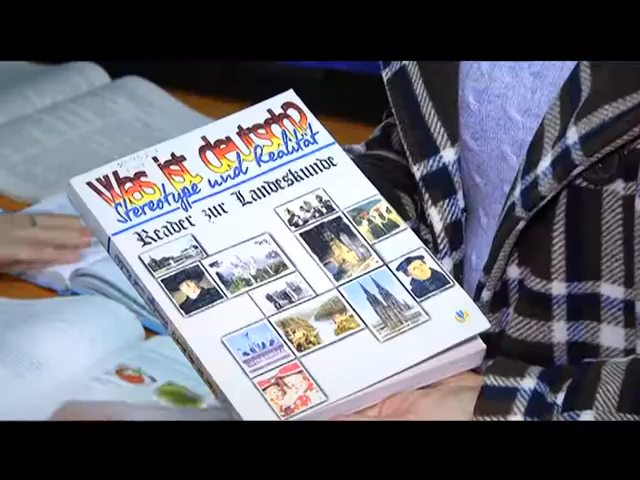 Was ist deutsch?
Stereotype und Realität
Reader zur Landeskunde